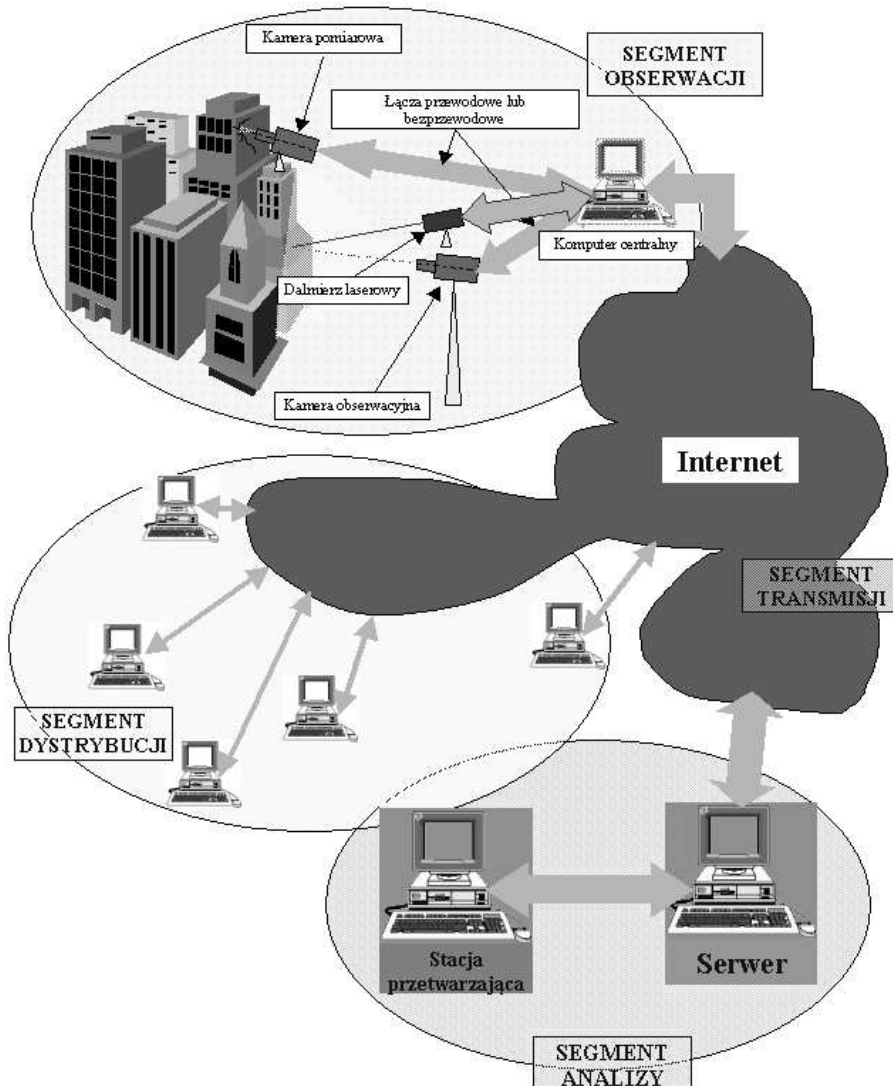 Kamera pomiarowa
SEGMENT
OBSERWACJI
Łącza przewodowe lub
bezprzewodowe
Komputer centralny
Dalmierz laserowy
Kamera obserwacyjna
Internet
SEGMENT
TRANSMISJI
SEGMENT
DYSTRYBUCJI
Stacja
przetwarzająca
Serwer
SEGMENT
ANALIZY